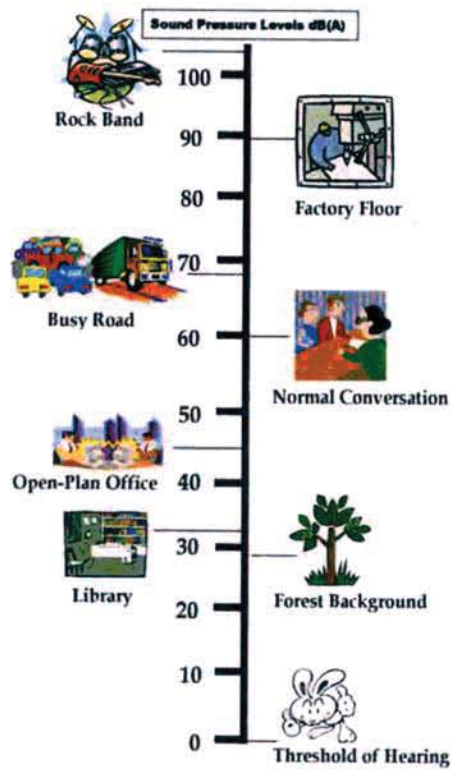 Sound Pressure Levels dB(A)
100
Rock Band
90
80
Factory Floor
70
Busy Road
60
Normal Conversation
50
40
Open-Plan Office
30
Library
Forest Background
20
10
0
Threshold of Hearing